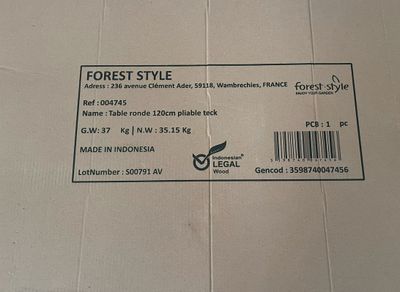 FOREST STYLE
Adress : 236 avenue Clément Ader, 59118, Wambrechies, FRANCE
forest-style
ENJOY YOUR GARDEN
Ref : 004745
Name : Table ronde 120cm pliable teck
PCB : 1 pc
G.W: 37 Kg | N.W : 35.15 Kg
MADE IN INDONESIA
Indonesian
LEGAL
Wood
3598740047456
LotNumber : S00791 AV
Gencod : 3598740047456